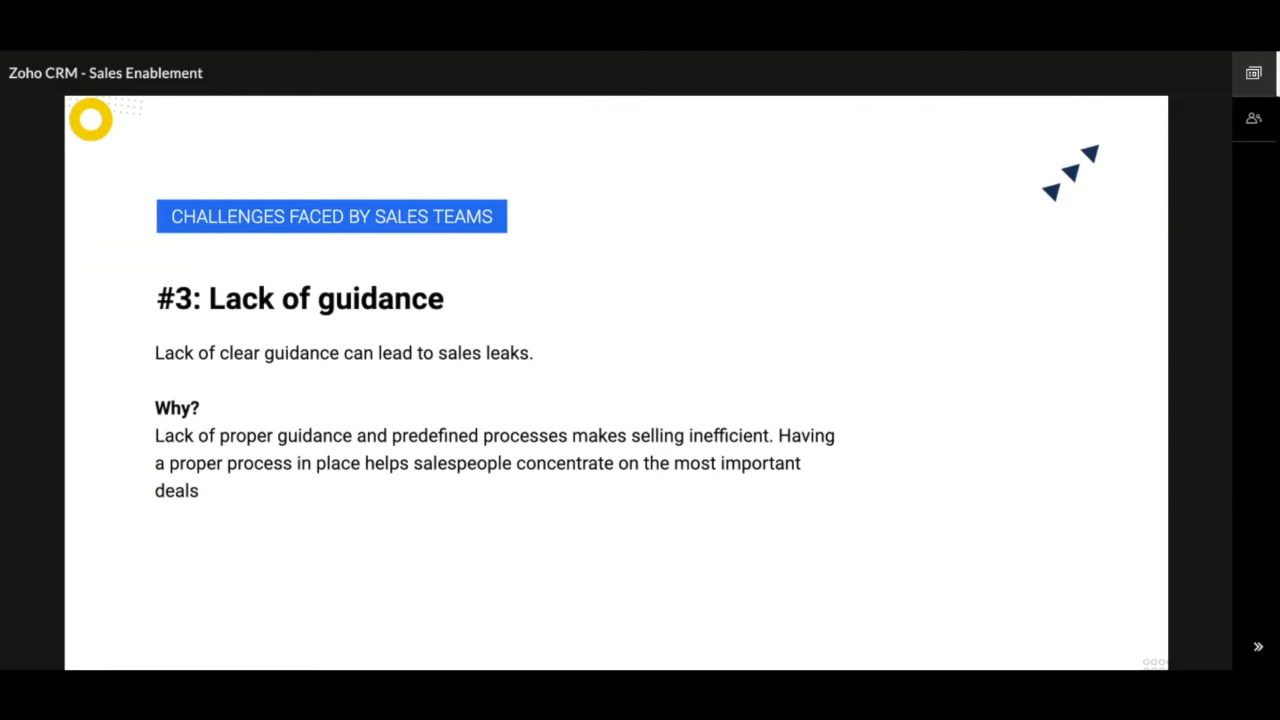 Zoho CRM - Sales Enablement
CHALLENGES FACED BY SALES TEAMS
#3: Lack of guidance
Lack of clear guidance can lead to sales leaks.
Why?
Lack of proper guidance and predefined processes makes selling inefficient. Having
a proper process in place helps salespeople concentrate on the most important
deals